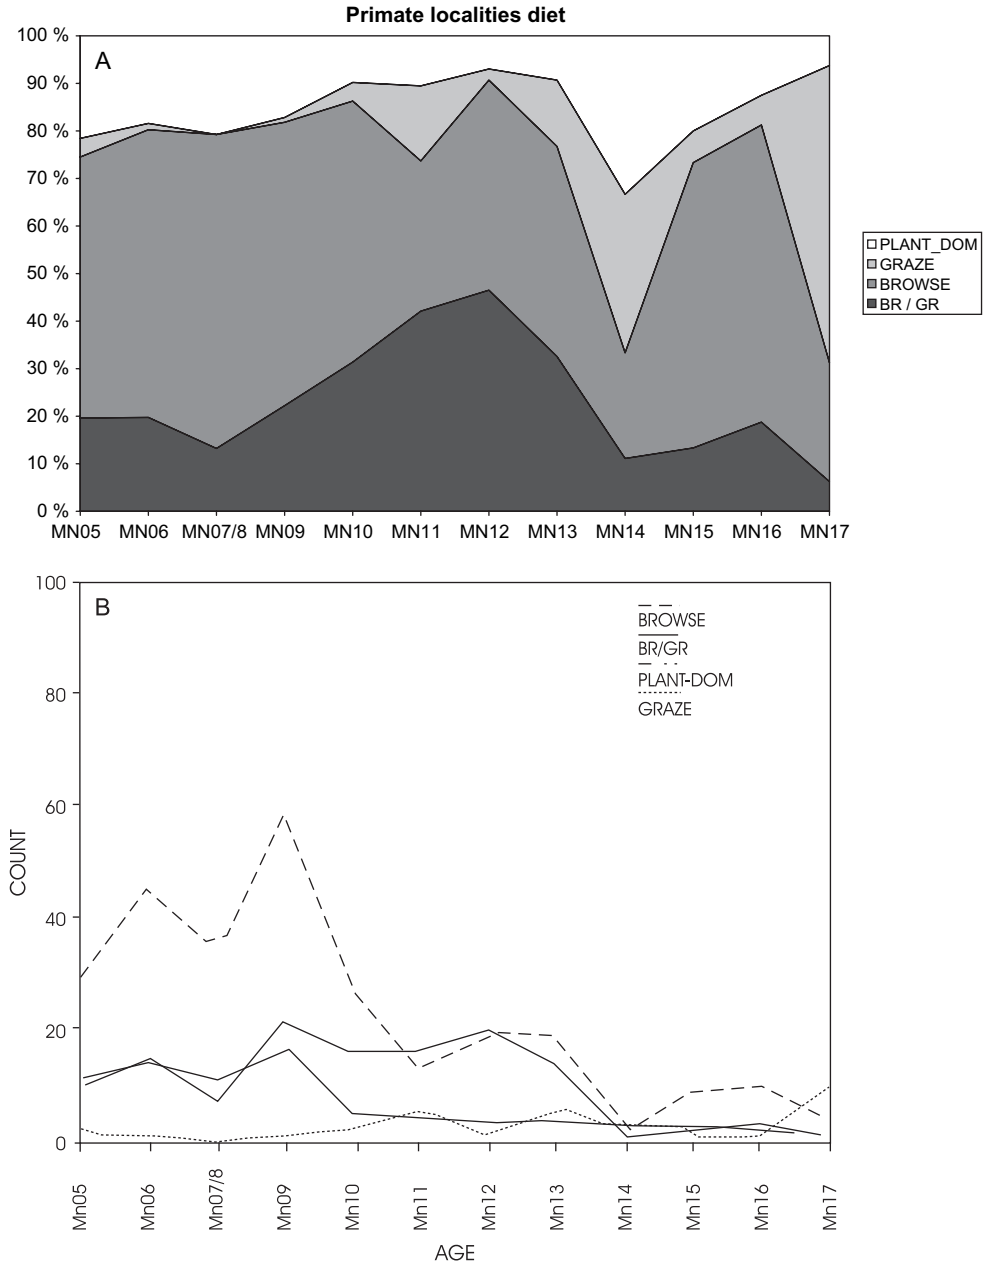 Primate localities diet
A
100 %
90 %
80 %
70 %
60 %
50 %
40 %
30 %
20 %
10 %
0 %
MN05 MN06 MN07/8 MN09 MN10 MN11 MN12 MN13 MN14 MN15 MN16 MN17
PLANT_DOM
GRAZE
BROWSE
BR / GR
B
100
80
60
40
20
0
COUNT
BROWSE
BR/GR
PLANT-DOM
GRAZE
Mn05 Mn06 Mn07/8 Mn09 Mn10 Mn11 Mn12 Mn13 Mn14 Mn15 Mn16 Mn17
AGE